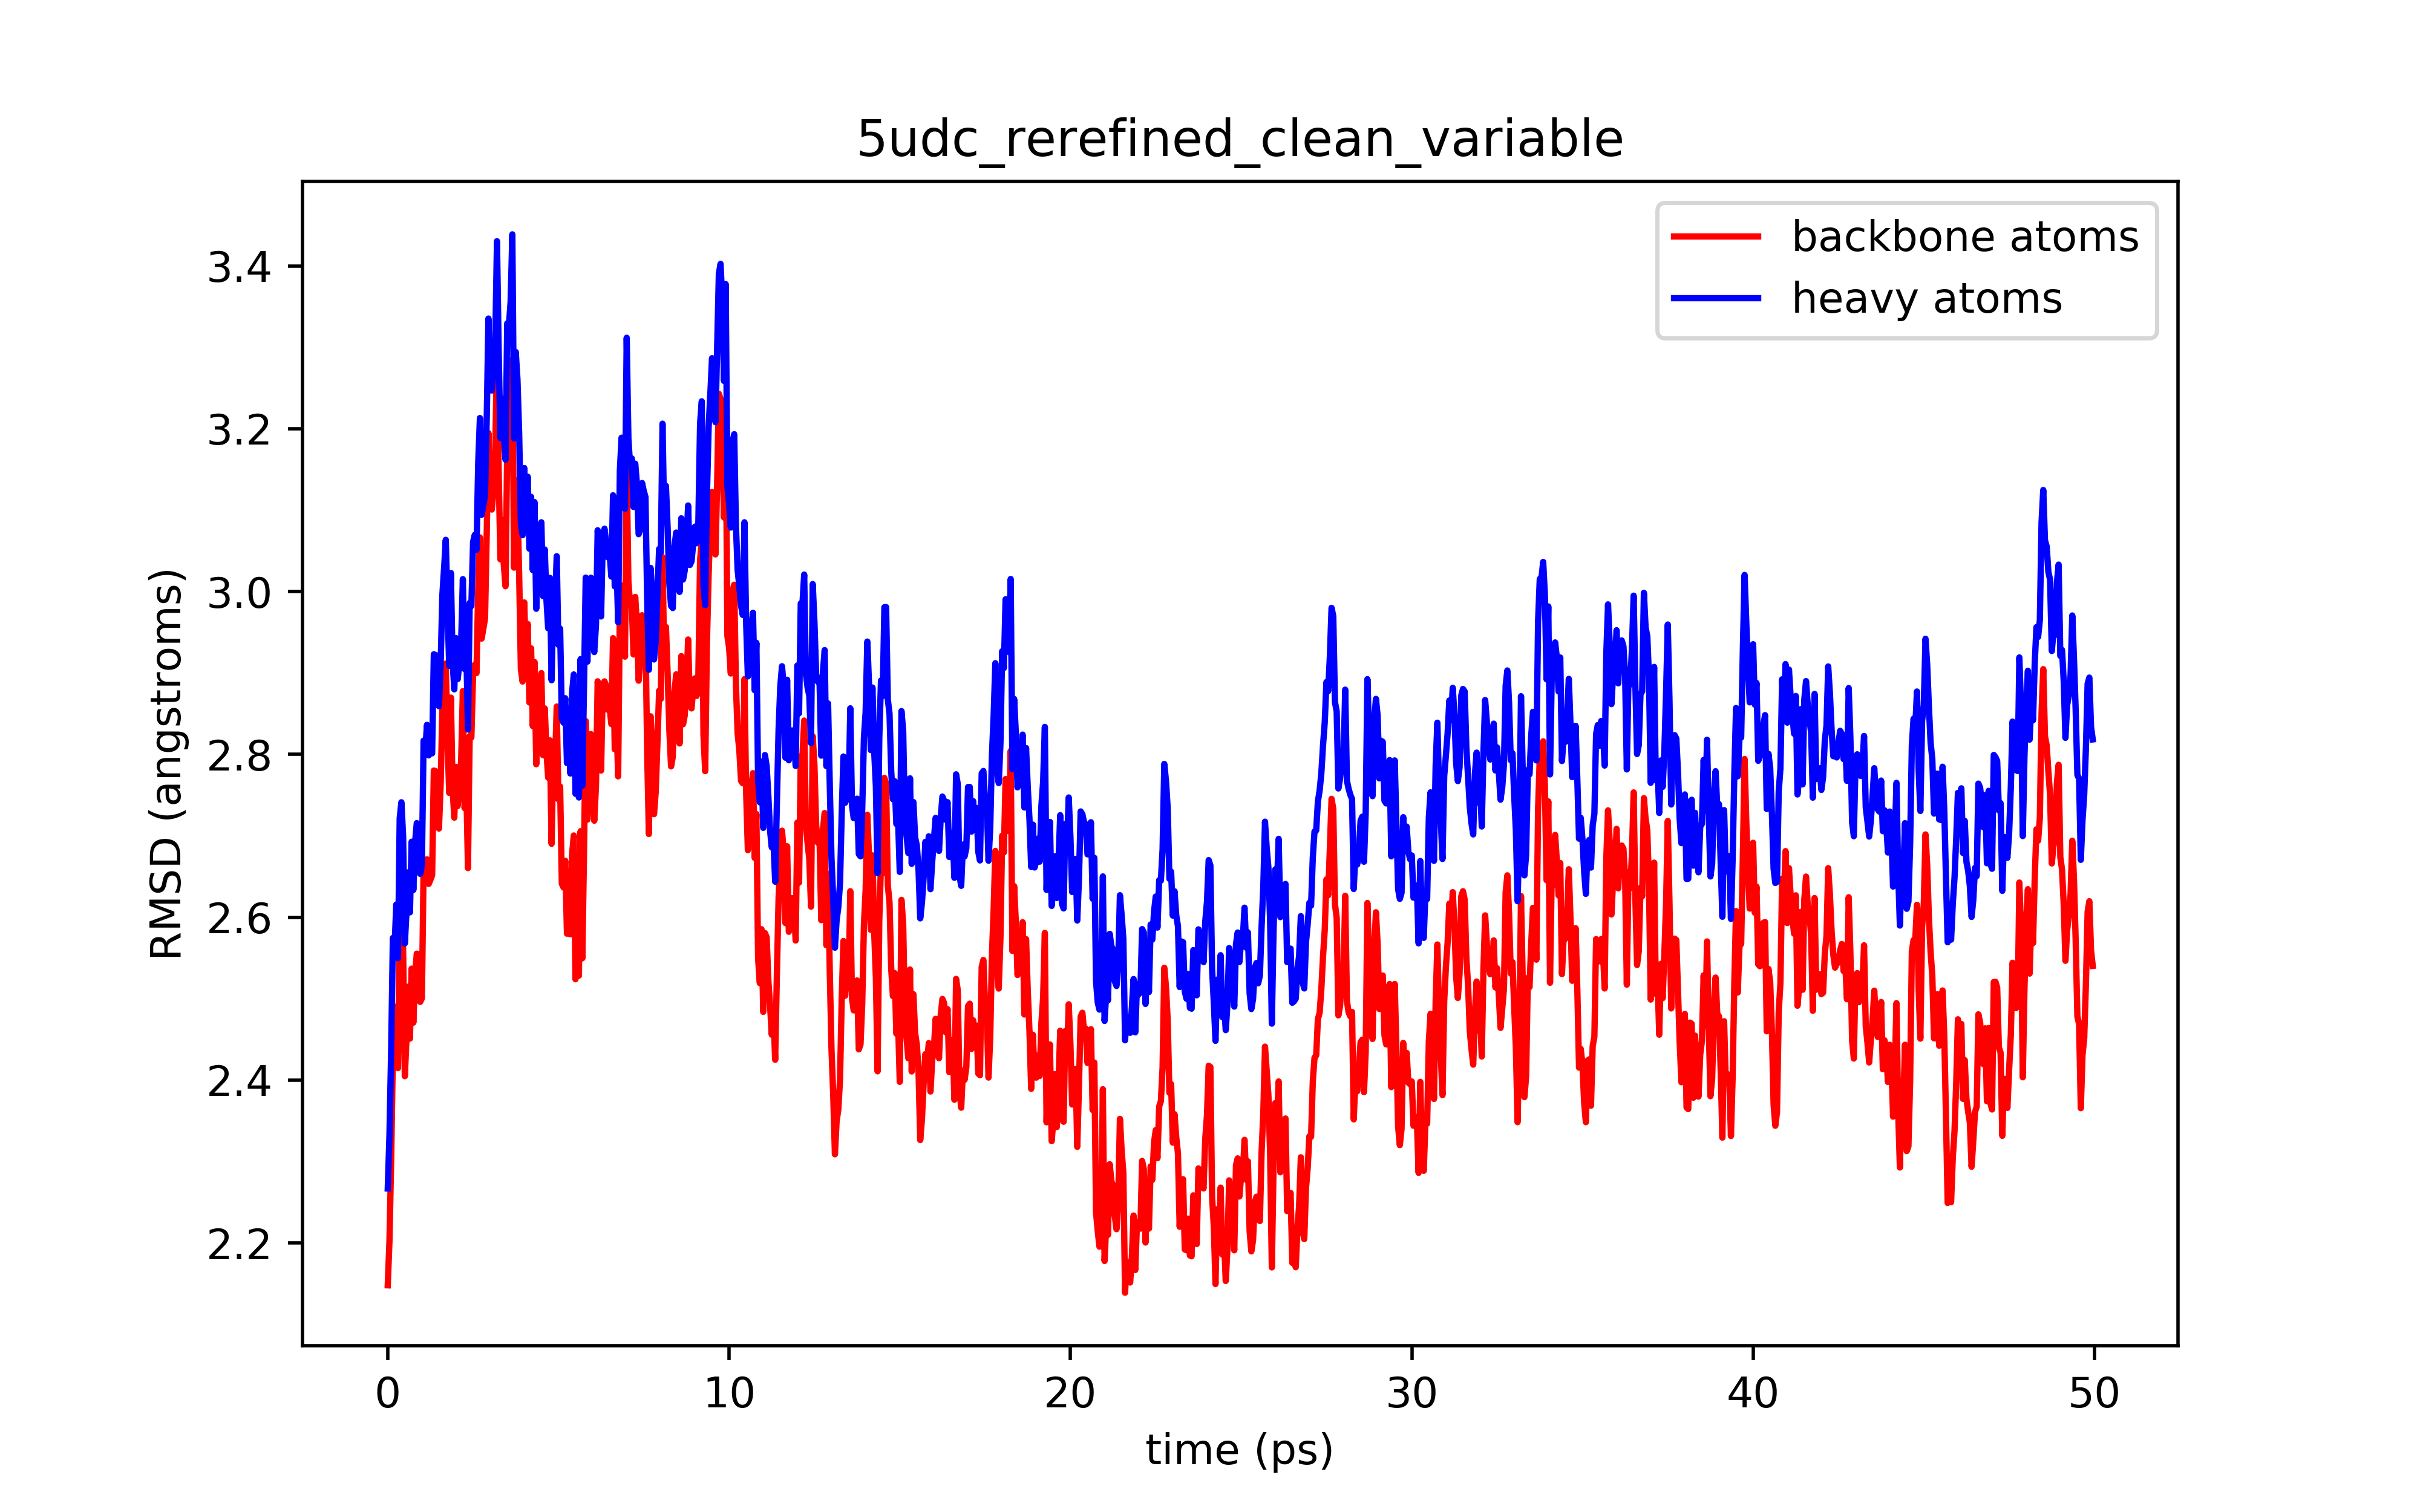 5udc_rerefined_clean_variable
backbone atoms
heavy atoms
3.4
3.2
3.0
2.8
2.6
2.4
2.2
RMSD (angstroms)
0 10 20 30 40 50
time (ps)